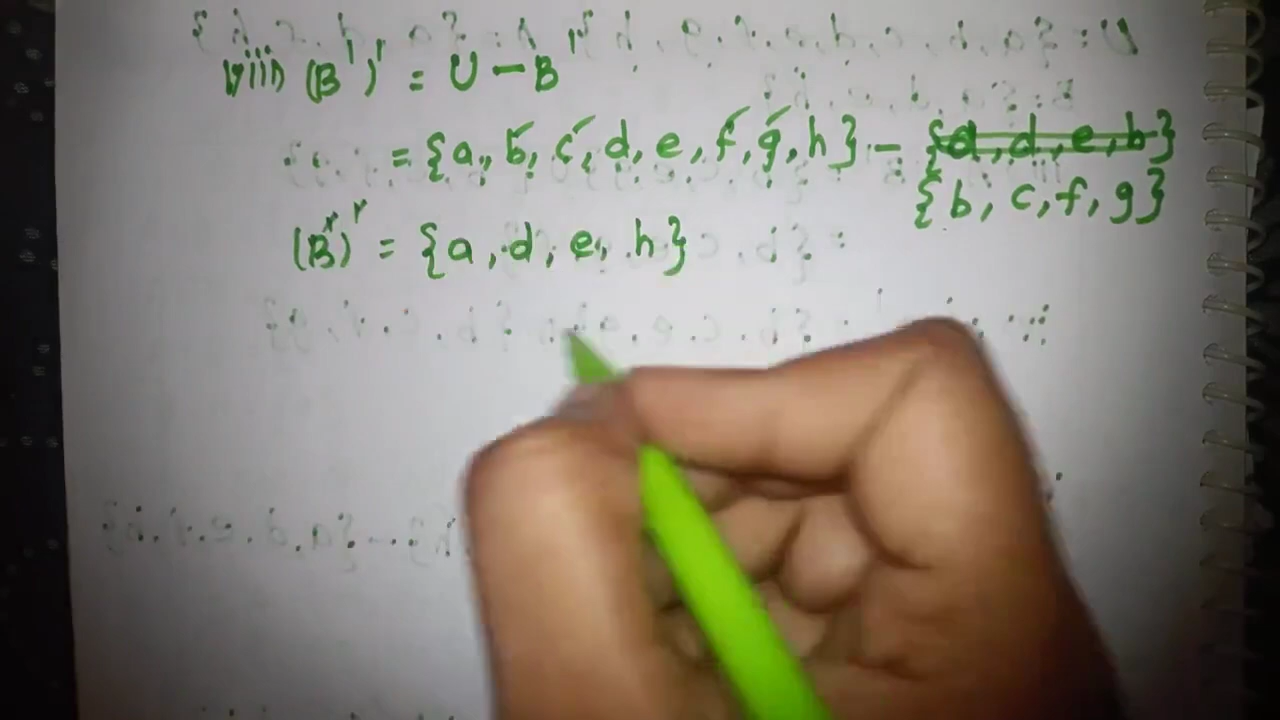 viii) (B')' = U - B'
= {a, b, c, d, e, f, g, h} - {a, d, e, h}
{b, c, f, g}
(B')' = {a, d, e, h}